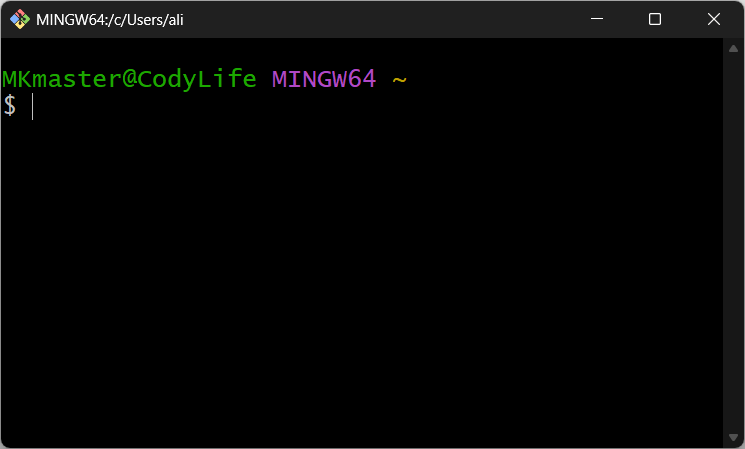 MINGW64:/c/Users/ali
MKmaster@CodyLife MINGW64 ~
$